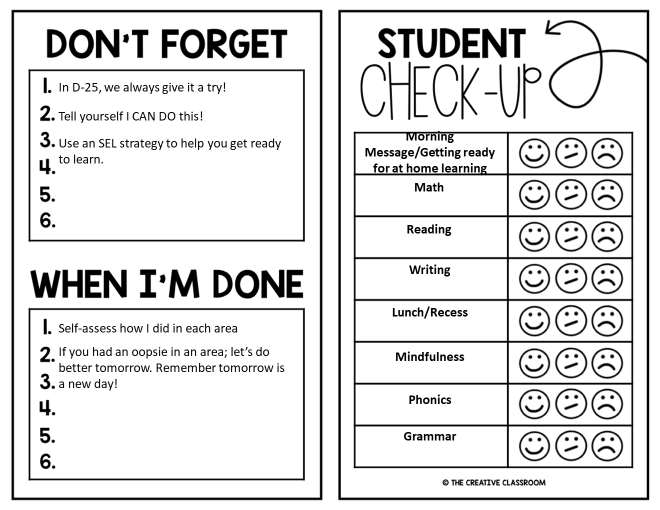 DON'T FORGET
1. In D-25, we always give it a try!
2. Tell yourself I CAN DO this!
3. Use an SEL strategy to help you get ready
4. to learn.
5.
6.
WHEN I'M DONE
1. Self-assess how I did in each area
2. If you had an oopsie in an area; let's do
better tomorrow. Remember tomorrow is
3. a new day!
4.
5.
6.
STUDENT
CHECK-UP
Morning
Message/Getting ready
for at home learning
Math
Reading
Writing
Lunch/Recess
Mindfulness
Phonics
Grammar
© THE CREATIVE CLASSROOM